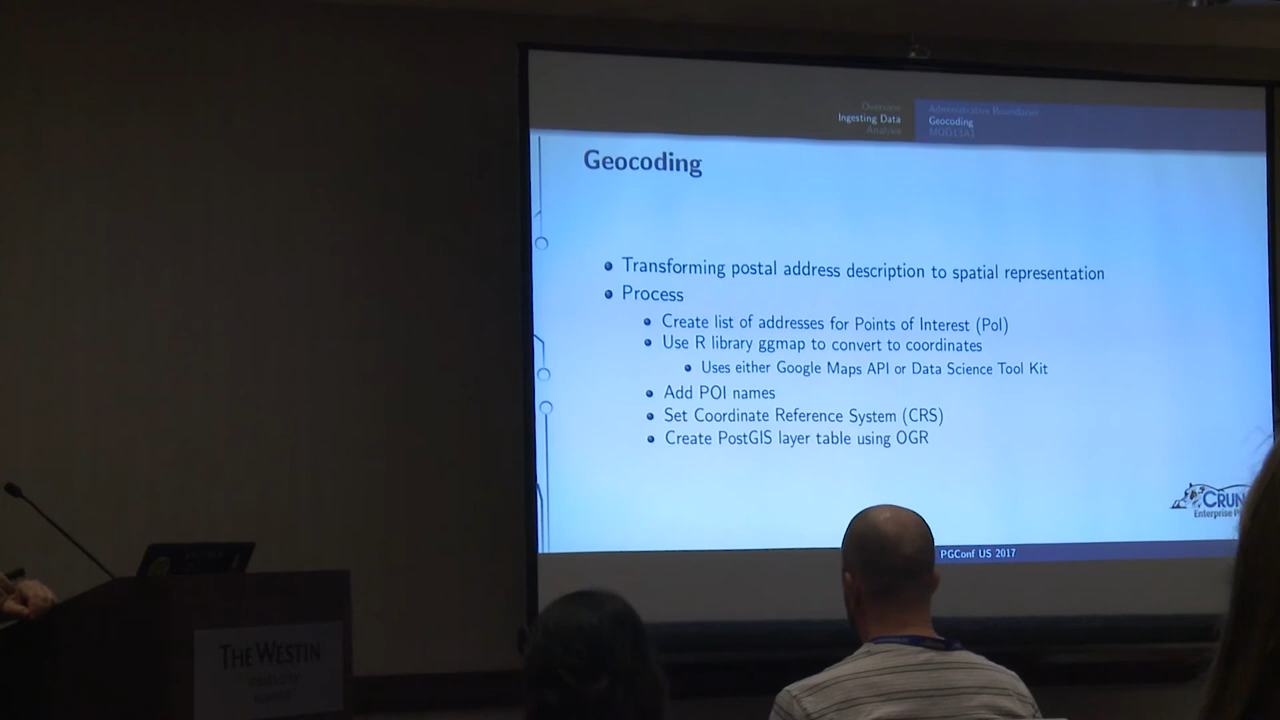 Overview
Ingesting Data
Analysis
Administrative Boundaries
Geocoding
MOD13A1
Geocoding
Transforming postal address description to spatial representation
Process
Create list of addresses for Points of Interest (PoI)
Use R library ggmap to convert to coordinates
Uses either Google Maps API or Data Science Tool Kit
Add POI names
Set Coordinate Reference System (CRS)
Create PostGIS layer table using OGR
CRUN
Enterprise P
PGConf US 2017
THE WESTIN